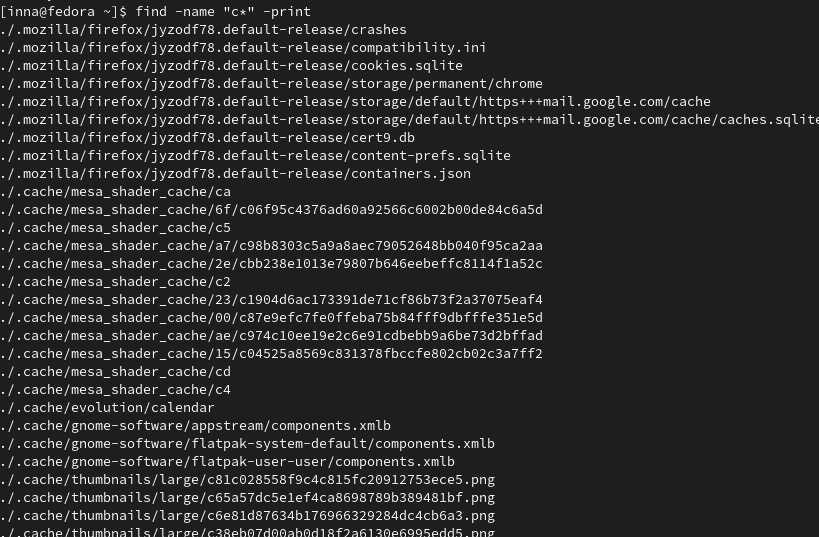 [inna@fedora ~]$ find -name "c*" -print
./.mozilla/firefox/jyzodf78.default-release/crashes
./.mozilla/firefox/jyzodf78.default-release/compatibility.ini
./.mozilla/firefox/jyzodf78.default-release/cookies.sqlite
./.mozilla/firefox/jyzodf78.default-release/storage/permanent/chrome
./.mozilla/firefox/jyzodf78.default-release/storage/default/https+++mail.google.com/cache
./.mozilla/firefox/jyzodf78.default-release/storage/default/https+++mail.google.com/cache/caches.sqlite
./.mozilla/firefox/jyzodf78.default-release/cert9.db
./.mozilla/firefox/jyzodf78.default-release/content-prefs.sqlite
./.mozilla/firefox/jyzodf78.default-release/containers.json
./.cache/mesa_shader_cache/ca
./.cache/mesa_shader_cache/6f/c06f95c4376ad60a92566c6002b00de84c6a5d
./.cache/mesa_shader_cache/c5
./.cache/mesa_shader_cache/a7/c98b8303c5a9a8aec79052648bb040f95ca2aa
./.cache/mesa_shader_cache/2e/cbb238e1013e79807b646eebeffc8114f1a52c
./.cache/mesa_shader_cache/c2
./.cache/mesa_shader_cache/23/c1904d6ac173391de71cf86b73f2a37075eaf4
./.cache/mesa_shader_cache/00/c87e9efc7fe0ffeba75b84fff9dbfffe351e5d
./.cache/mesa_shader_cache/ae/c974c10ee19e2c6e91cdbebb9a6be73d2bffad
./.cache/mesa_shader_cache/15/c04525a8569c831378fbccfe802cb02c3a7ff2
./.cache/mesa_shader_cache/cd
./.cache/mesa_shader_cache/c4
./.cache/evolution/calendar
./.cache/gnome-software/appstream/components.xmlb
./.cache/gnome-software/flatpak-system-default/components.xmlb
./.cache/gnome-software/flatpak-user-user/components.xmlb
./.cache/thumbnails/large/c81c028558f9c4c815fc20912753ece5.png
./.cache/thumbnails/large/c65a57dc5e1ef4ca8698789b389481bf.png
./.cache/thumbnails/large/c6e81d87634b176966329284dc4cb6a3.png
./.cache/thumbnails/large/c38eb07d00ab0d18f2a6130e6995edd5.png